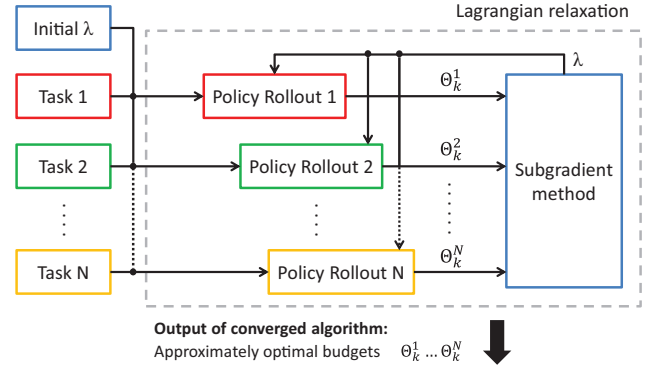 Lagrangian relaxation
Initial λ
λ
Task 1
Policy Rollout 1
Θ_k^1
Task 2
Policy Rollout 2
Θ_k^2
Subgradient
method
Task N
Policy Rollout N
Θ_k^N
Output of converged algorithm:
Approximately optimal budgets Θ_k^1 … Θ_k^N